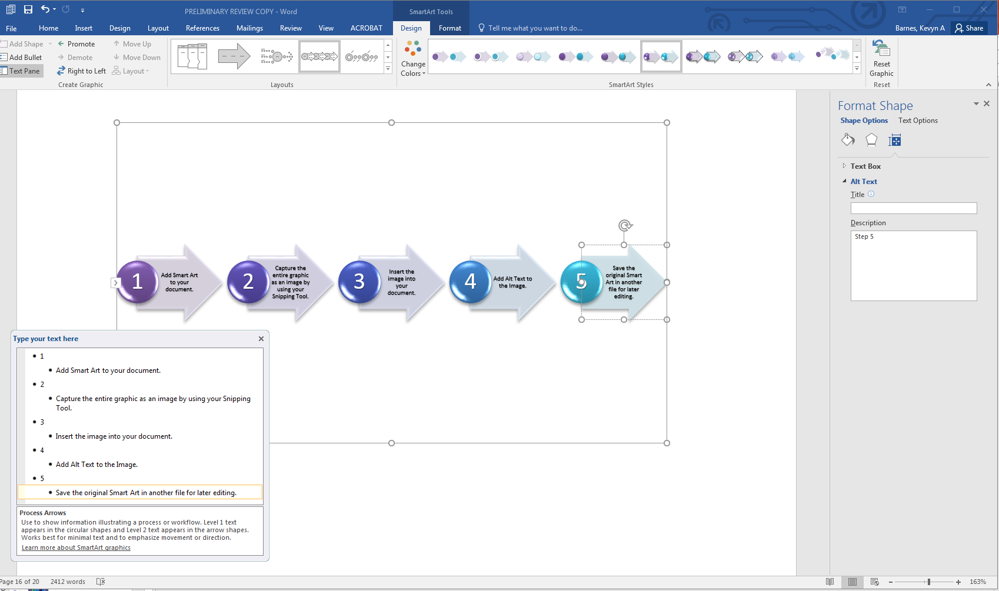 PRELIMINARY REVIEW COPY - Word
SmartArt Tools
File Home Insert Design Layout References Mailings Review View ACROBAT Design Format Tell me what you want to do... Barnes, Kevyn A Share
Add Shape
Promote
Move Up
Add Bullet
Demote
Move Down
Text Pane
Right to Left
Layout
Create Graphic
Layouts
Change
Colors
SmartArt Styles
Reset
Graphic
Reset
Format Shape
Shape Options Text Options
Text Box
Alt Text
Title
Description
Step 5
1
Add Smart Art
to your
document.
2
Capture the
entire graphic
as an image by
using your
Snipping Tool.
3
Insert the
image into
your
document.
4
Add Alt Text to
the Image.
5
Save the
original Smart
Art in another
file for later
editing.
Type your text here
• 1
• Add Smart Art to your document.
• 2
• Capture the entire graphic as an image by using your Snipping
Tool.
• 3
• Insert the image into your document.
• 4
• Add Alt Text to the Image.
• 5
• Save the original Smart Art in another file for later editing.
Process Arrows
Use to show information illustrating a process or workflow. Level 1 text
appears in the circular shapes and Level 2 text appears in the arrow shapes.
Works best for minimal text and to emphasize movement or direction.
Learn more about SmartArt graphics
Page 16 of 20 2412 words
163%